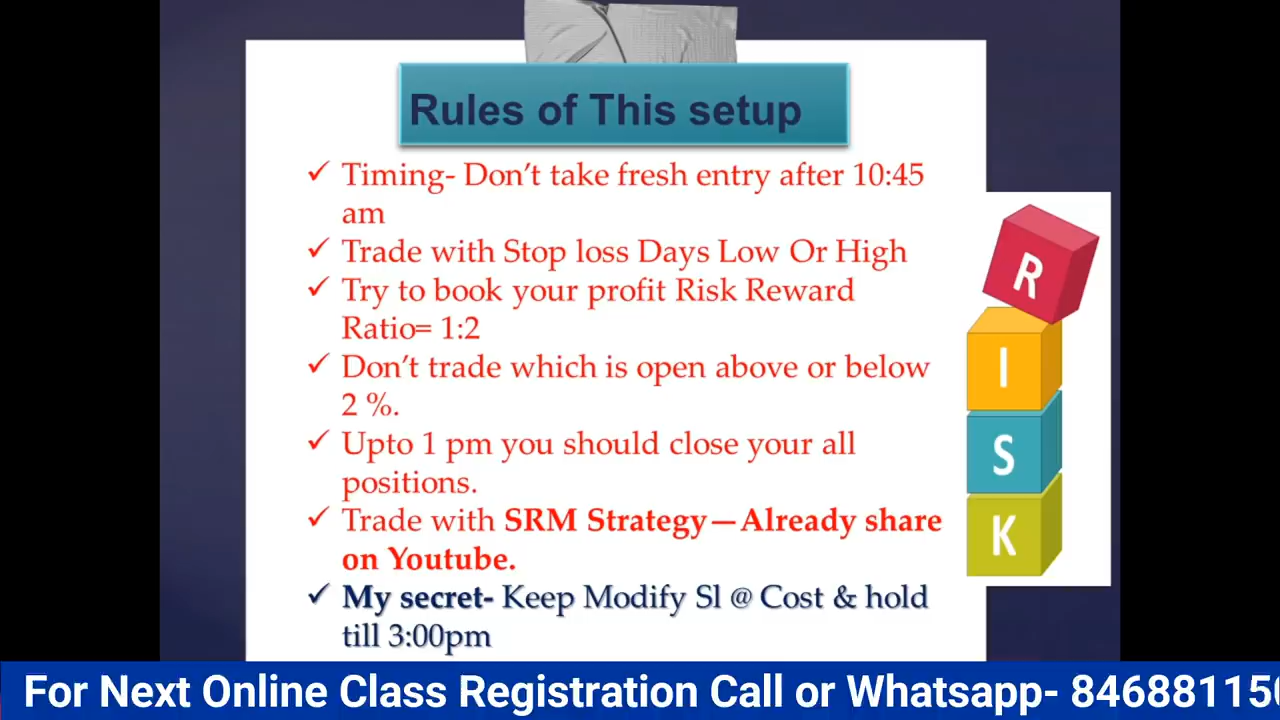 Rules of This setup
✓ Timing- Don't take fresh entry after 10:45
am
✓ Trade with Stop loss Days Low Or High
✓ Try to book your profit Risk Reward
Ratio= 1:2
✓ Don't trade which is open above or below
2 %.
✓ Upto 1 pm you should close your all
positions.
✓ Trade with SRM Strategy—Already share
on Youtube.
✓ My secret- Keep Modify Sl @ Cost & hold
till 3:00pm
R
I
S
K
For Next Online Class Registration Call or Whatsapp- 84688115